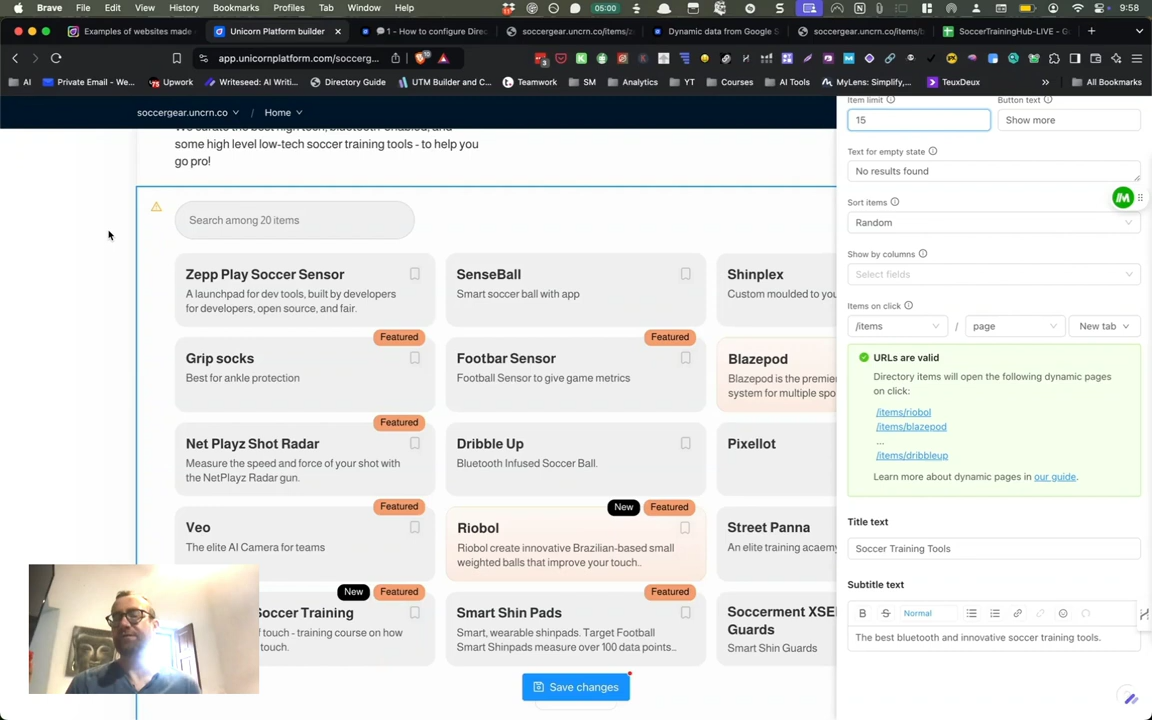 Brave File Edit View History Bookmarks Profiles Tab Window Help 05:00 9:58
Examples of websites made Unicorn Platform builder 1 – How to configure Direc soccergear.uncrn.co/items/ Dynamic data from Google S soccergear.uncrn.co/items/ SoccerTrainingHub-LIVE - G
app.unicornplatform.com/soccerg...
AI Private Email - We... Upwork Writeseed: AI Writi... Directory Guide UTM Builder and C... Teamwork SM Analytics YT Courses AI Tools MyLens: Simplify,... TeuxDeux » All Bookmarks
soccergear.uncrn.co / Home
We curate the best high tech, bluetooth-enabled, and
some high level low-tech soccer training tools - to help you
go pro!
Search among 20 items
Zepp Play Soccer Sensor
A launchpad for dev tools, built by developers
for developers, open source, and fair.
SenseBall
Smart soccer ball with app
Shinplex
Custom moulded to you
Featured
Grip socks
Best for ankle protection
Featured
Footbar Sensor
Football Sensor to give game metrics
Blazepod
Blazepod is the premier
system for multiple spo
Featured
Net Playz Shot Radar
Measure the speed and force of your shot with
the NetPlayz Radar gun.
Dribble Up
Bluetooth Infused Soccer Ball.
Pixellot
Featured
Veo
The elite AI Camera for teams
New Featured
Riobol
Riobol create innovative Brazilian-based small
weighted balls that improve your touch..
Street Panna
An elite training acaemy
New Featured
Soccer Training
f touch - training course on how
touch.
Featured
Smart Shin Pads
Smart, wearable shinpads. Target Football
Smart Shinpads measure over 100 data points...
Soccerment XSE
Guards
Smart Shin Guards
Save changes
Item limit Button text
15 Show more
Text for empty state
No results found
Sort items
Random
Show by columns
Select fields
Items on click
/items / page New tab
URLs are valid
Directory items will open the following dynamic pages
on click:
/items/riobol
/items/blazepod
...
/items/dribbleup
Learn more about dynamic pages in our guide.
Title text
Soccer Training Tools
Subtitle text
B S Normal
The best bluetooth and innovative soccer training tools.